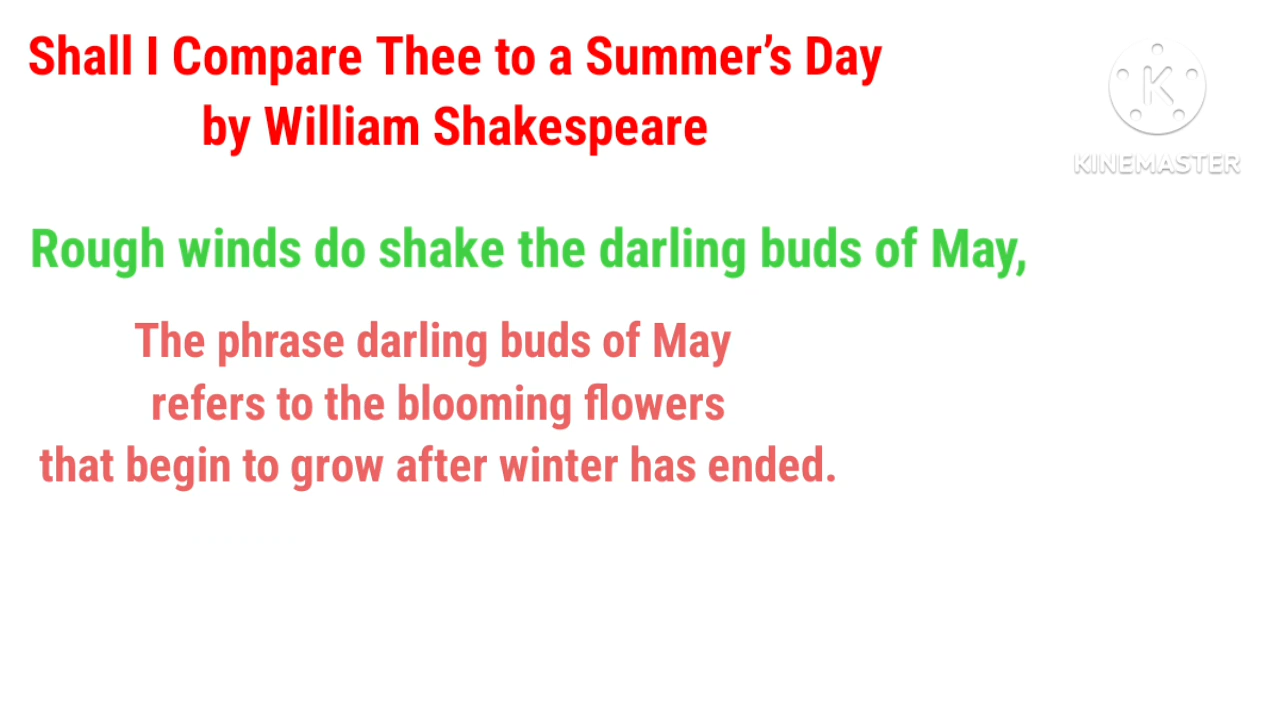 Shall I Compare Thee to a Summer’s Day
by William Shakespeare
K
KINEMASTER
Rough winds do shake the darling buds of May,
The phrase darling buds of May
refers to the blooming flowers
that begin to grow after winter has ended.